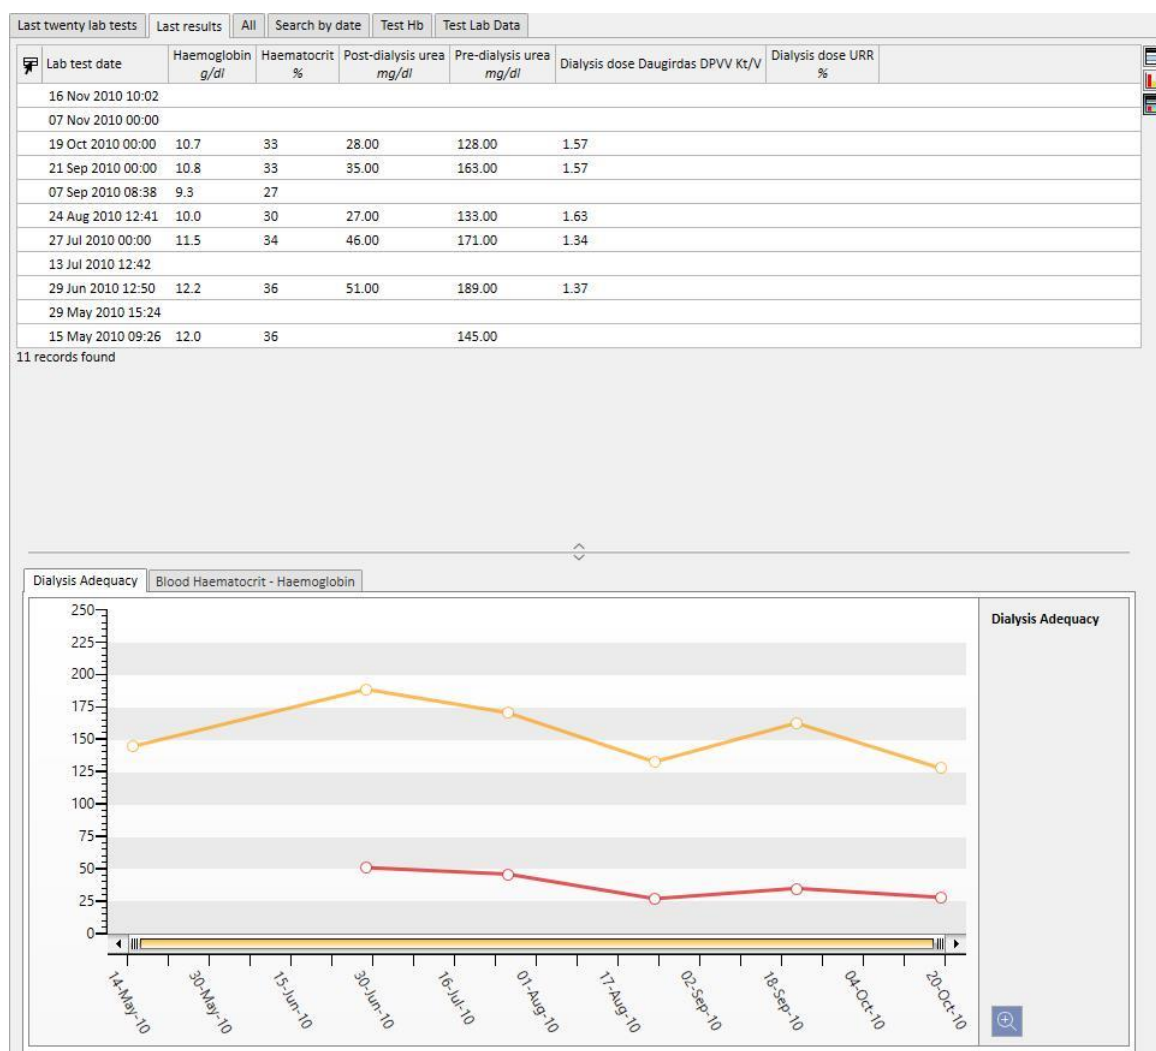 Last twenty lab tests Last results All Search by date Test Hb Test Lab Data
Lab test date Haemoglobin g/dl Haematocrit % Post-dialysis urea mg/dl Pre-dialysis urea mg/dl Dialysis dose Daugirdas DPVV Kt/V Dialysis dose URR %
16 Nov 2010 10:02
07 Nov 2010 00:00
19 Oct 2010 00:00 10.7 33 28.00 128.00 1.57
21 Sep 2010 00:00 10.8 33 35.00 163.00 1.57
07 Sep 2010 08:38 9.3 27
24 Aug 2010 12:41 10.0 30 27.00 133.00 1.63
27 Jul 2010 00:00 11.5 34 46.00 171.00 1.34
13 Jul 2010 12:42
29 Jun 2010 12:50 12.2 36 51.00 189.00 1.37
29 May 2010 15:24
15 May 2010 09:26 12.0 36 145.00
11 records found
Dialysis Adequacy Blood Haematocrit - Haemoglobin
Dialysis Adequacy
250
225
200
175
150
125
100
75
50
25
0
14-May-10 30-May-10 15-Jun-10 30-Jun-10 16-Jul-10 01-Aug-10 17-Aug-10 02-Sep-10 18-Sep-10 04-Oct-10 20-Oct-10